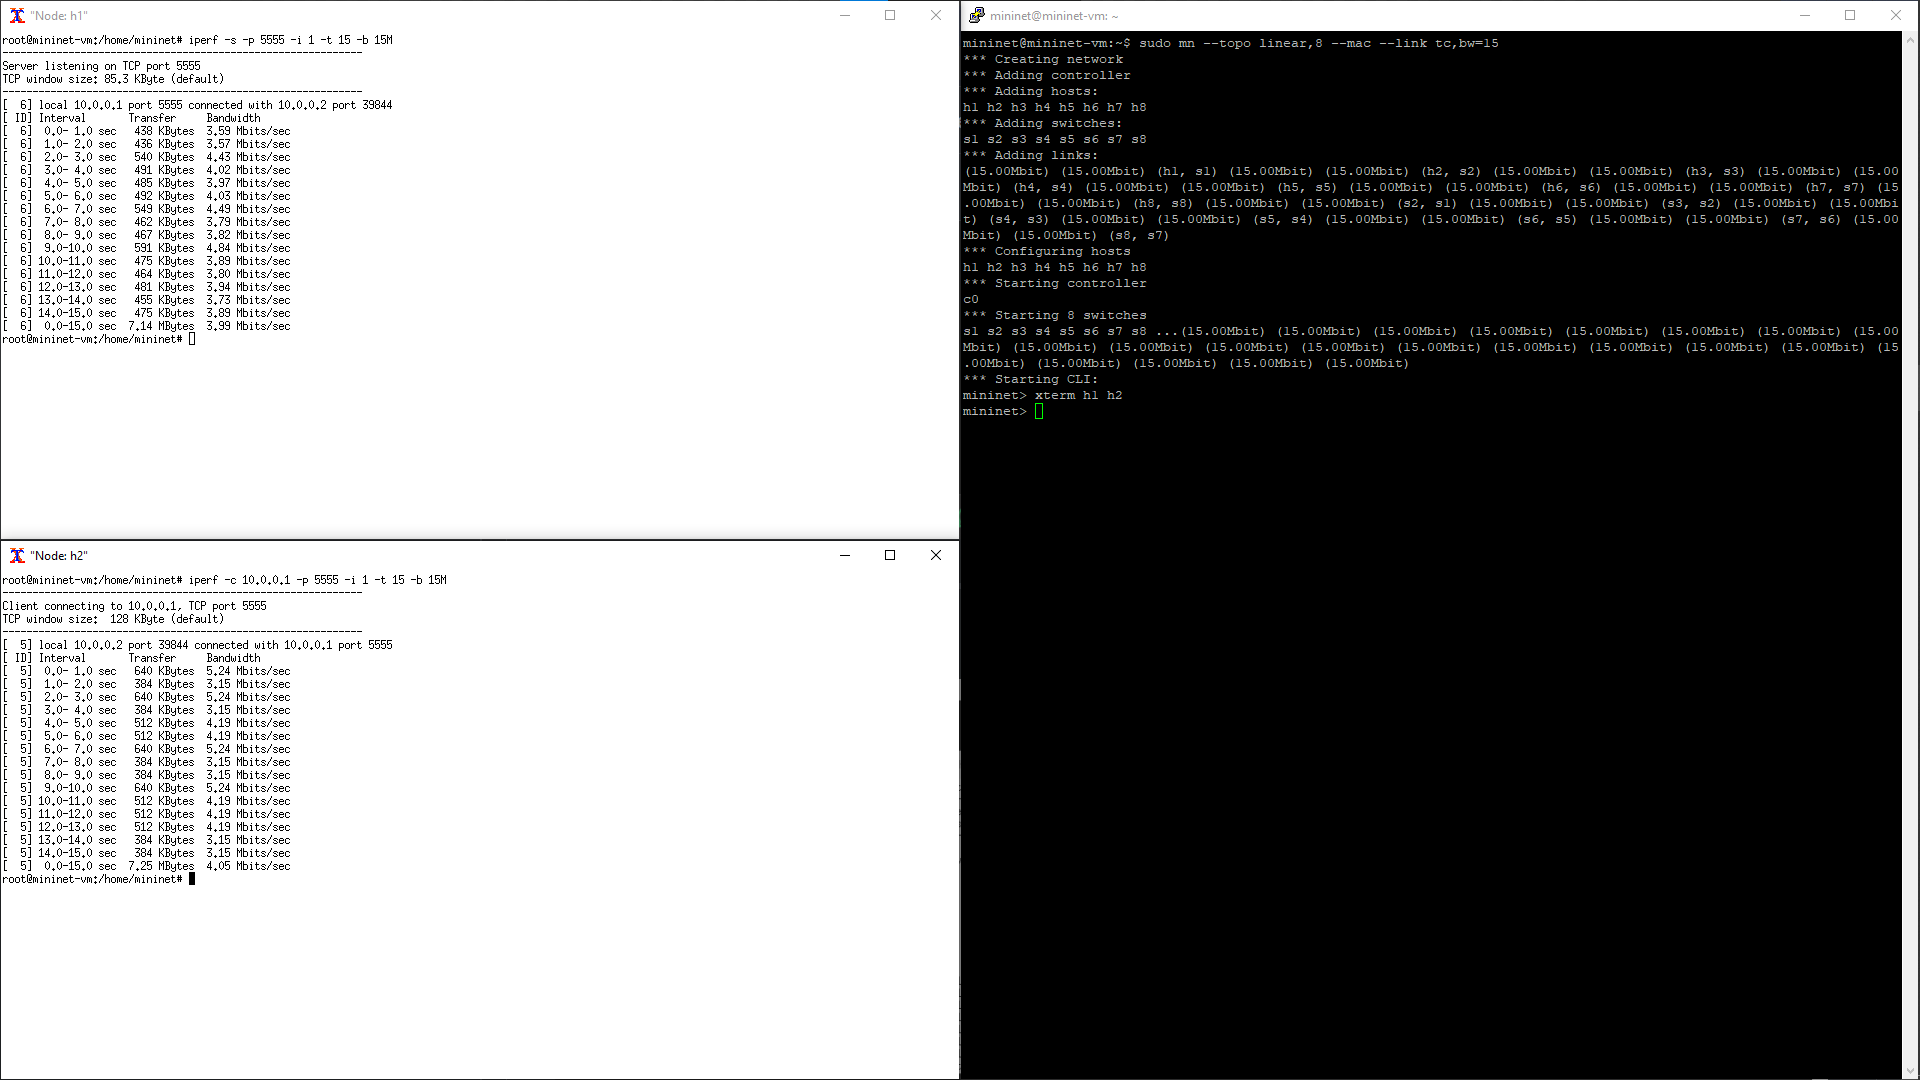 "Node: h1"
root@mininet-vm:/home/mininet# iperf -s -p 5555 -i 1 -t 15 -b 15M
------------------------------------------------------------
Server listening on TCP port 5555
TCP window size: 85.3 KByte (default)
------------------------------------------------------------
[  6] local 10.0.0.1 port 5555 connected with 10.0.0.2 port 39844
[ ID] Interval       Transfer     Bandwidth
[  6]  0.0- 1.0 sec   438 KBytes  3.59 Mbits/sec
[  6]  1.0- 2.0 sec   436 KBytes  3.57 Mbits/sec
[  6]  2.0- 3.0 sec   540 KBytes  4.43 Mbits/sec
[  6]  3.0- 4.0 sec   491 KBytes  4.02 Mbits/sec
[  6]  4.0- 5.0 sec   485 KBytes  3.97 Mbits/sec
[  6]  5.0- 6.0 sec   492 KBytes  4.03 Mbits/sec
[  6]  6.0- 7.0 sec   549 KBytes  4.49 Mbits/sec
[  6]  7.0- 8.0 sec   462 KBytes  3.79 Mbits/sec
[  6]  8.0- 9.0 sec   467 KBytes  3.82 Mbits/sec
[  6]  9.0-10.0 sec   591 KBytes  4.84 Mbits/sec
[  6] 10.0-11.0 sec   475 KBytes  3.89 Mbits/sec
[  6] 11.0-12.0 sec   464 KBytes  3.80 Mbits/sec
[  6] 12.0-13.0 sec   481 KBytes  3.94 Mbits/sec
[  6] 13.0-14.0 sec   455 KBytes  3.73 Mbits/sec
[  6] 14.0-15.0 sec   475 KBytes  3.89 Mbits/sec
[  6]  0.0-15.0 sec  7.14 MBytes  3.99 Mbits/sec
root@mininet-vm:/home/mininet#
"Node: h2"
root@mininet-vm:/home/mininet# iperf -c 10.0.0.1 -p 5555 -i 1 -t 15 -b 15M
------------------------------------------------------------
Client connecting to 10.0.0.1, TCP port 5555
TCP window size:  128 KByte (default)
------------------------------------------------------------
[  5] local 10.0.0.2 port 39844 connected with 10.0.0.1 port 5555
[ ID] Interval       Transfer     Bandwidth
[  5]  0.0- 1.0 sec   640 KBytes  5.24 Mbits/sec
[  5]  1.0- 2.0 sec   384 KBytes  3.15 Mbits/sec
[  5]  2.0- 3.0 sec   640 KBytes  5.24 Mbits/sec
[  5]  3.0- 4.0 sec   384 KBytes  3.15 Mbits/sec
[  5]  4.0- 5.0 sec   512 KBytes  4.19 Mbits/sec
[  5]  5.0- 6.0 sec   512 KBytes  4.19 Mbits/sec
[  5]  6.0- 7.0 sec   640 KBytes  5.24 Mbits/sec
[  5]  7.0- 8.0 sec   384 KBytes  3.15 Mbits/sec
[  5]  8.0- 9.0 sec   384 KBytes  3.15 Mbits/sec
[  5]  9.0-10.0 sec   640 KBytes  5.24 Mbits/sec
[  5] 10.0-11.0 sec   512 KBytes  4.19 Mbits/sec
[  5] 11.0-12.0 sec   512 KBytes  4.19 Mbits/sec
[  5] 12.0-13.0 sec   512 KBytes  4.19 Mbits/sec
[  5] 13.0-14.0 sec   384 KBytes  3.15 Mbits/sec
[  5] 14.0-15.0 sec   384 KBytes  3.15 Mbits/sec
[  5]  0.0-15.0 sec  7.25 MBytes  4.05 Mbits/sec
root@mininet-vm:/home/mininet#
mininet@mininet-vm: ~
mininet@mininet-vm:~$ sudo mn --topo linear,8 --mac --link tc,bw=15
*** Creating network
*** Adding controller
*** Adding hosts:
h1 h2 h3 h4 h5 h6 h7 h8
*** Adding switches:
s1 s2 s3 s4 s5 s6 s7 s8
*** Adding links:
(15.00Mbit) (15.00Mbit) (h1, s1) (15.00Mbit) (15.00Mbit) (h2, s2) (15.00Mbit) (15.00Mbit) (h3, s3) (15.00Mbit) (15.00
Mbit) (h4, s4) (15.00Mbit) (15.00Mbit) (h5, s5) (15.00Mbit) (15.00Mbit) (h6, s6) (15.00Mbit) (15.00Mbit) (h7, s7) (15
.00Mbit) (15.00Mbit) (h8, s8) (15.00Mbit) (15.00Mbit) (s2, s1) (15.00Mbit) (15.00Mbit) (s3, s2) (15.00Mbit) (15.00Mbi
t) (s4, s3) (15.00Mbit) (15.00Mbit) (s5, s4) (15.00Mbit) (15.00Mbit) (s6, s5) (15.00Mbit) (15.00Mbit) (s7, s6) (15.00
Mbit) (15.00Mbit) (s8, s7)
*** Configuring hosts
h1 h2 h3 h4 h5 h6 h7 h8
*** Starting controller
c0
*** Starting 8 switches
s1 s2 s3 s4 s5 s6 s7 s8 ...(15.00Mbit) (15.00Mbit) (15.00Mbit) (15.00Mbit) (15.00Mbit) (15.00Mbit) (15.00Mbit) (15.00
Mbit) (15.00Mbit) (15.00Mbit) (15.00Mbit) (15.00Mbit) (15.00Mbit) (15.00Mbit) (15.00Mbit) (15.00Mbit) (15.00Mbit) (15
.00Mbit) (15.00Mbit) (15.00Mbit) (15.00Mbit) (15.00Mbit)
*** Starting CLI:
mininet> xterm h1 h2
mininet>